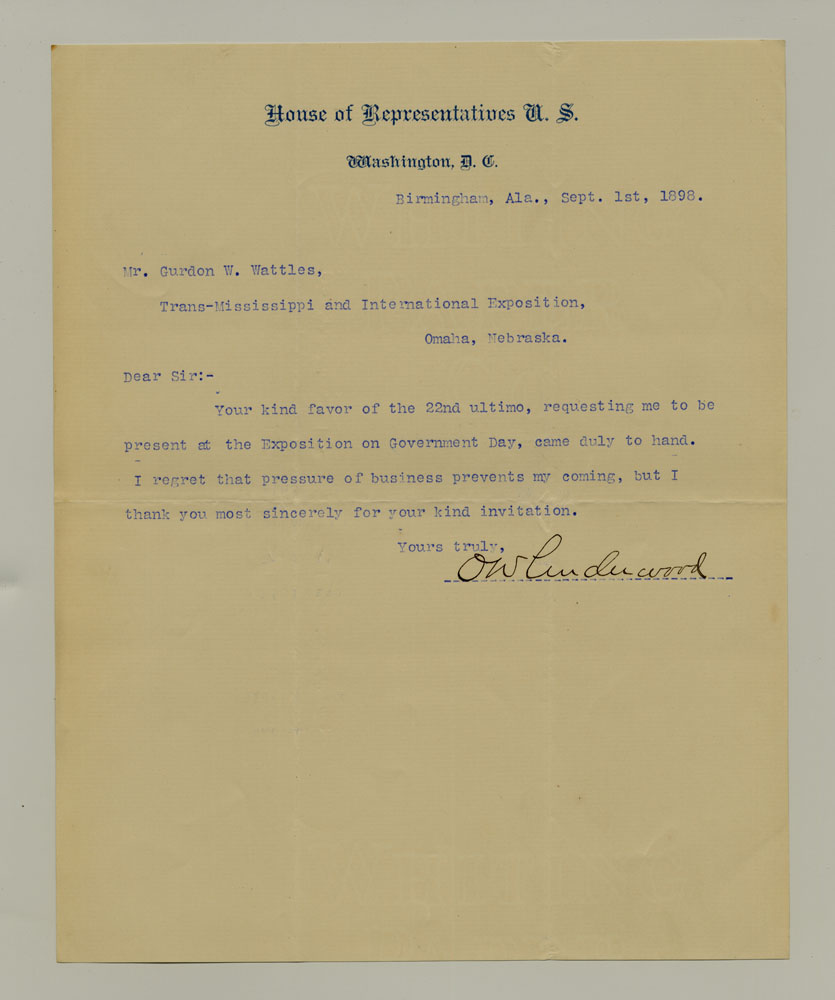 House of Representatives U. S.
Washington, D. C.
Birmingham, Ala., Sept. 1st, 1898.
Mr. Gurdon W. Wattles,
Trans-Mississippi and International Exposition,
Omaha, Nebraska.
Dear Sir:-
Your kind favor of the 22nd ultimo, requesting me to be
present at the Exposition on Government Day, came duly to hand.
I regret that pressure of business prevents my coming, but I
thank you most sincerely for your kind invitation.
Yours truly,
O W Underwood